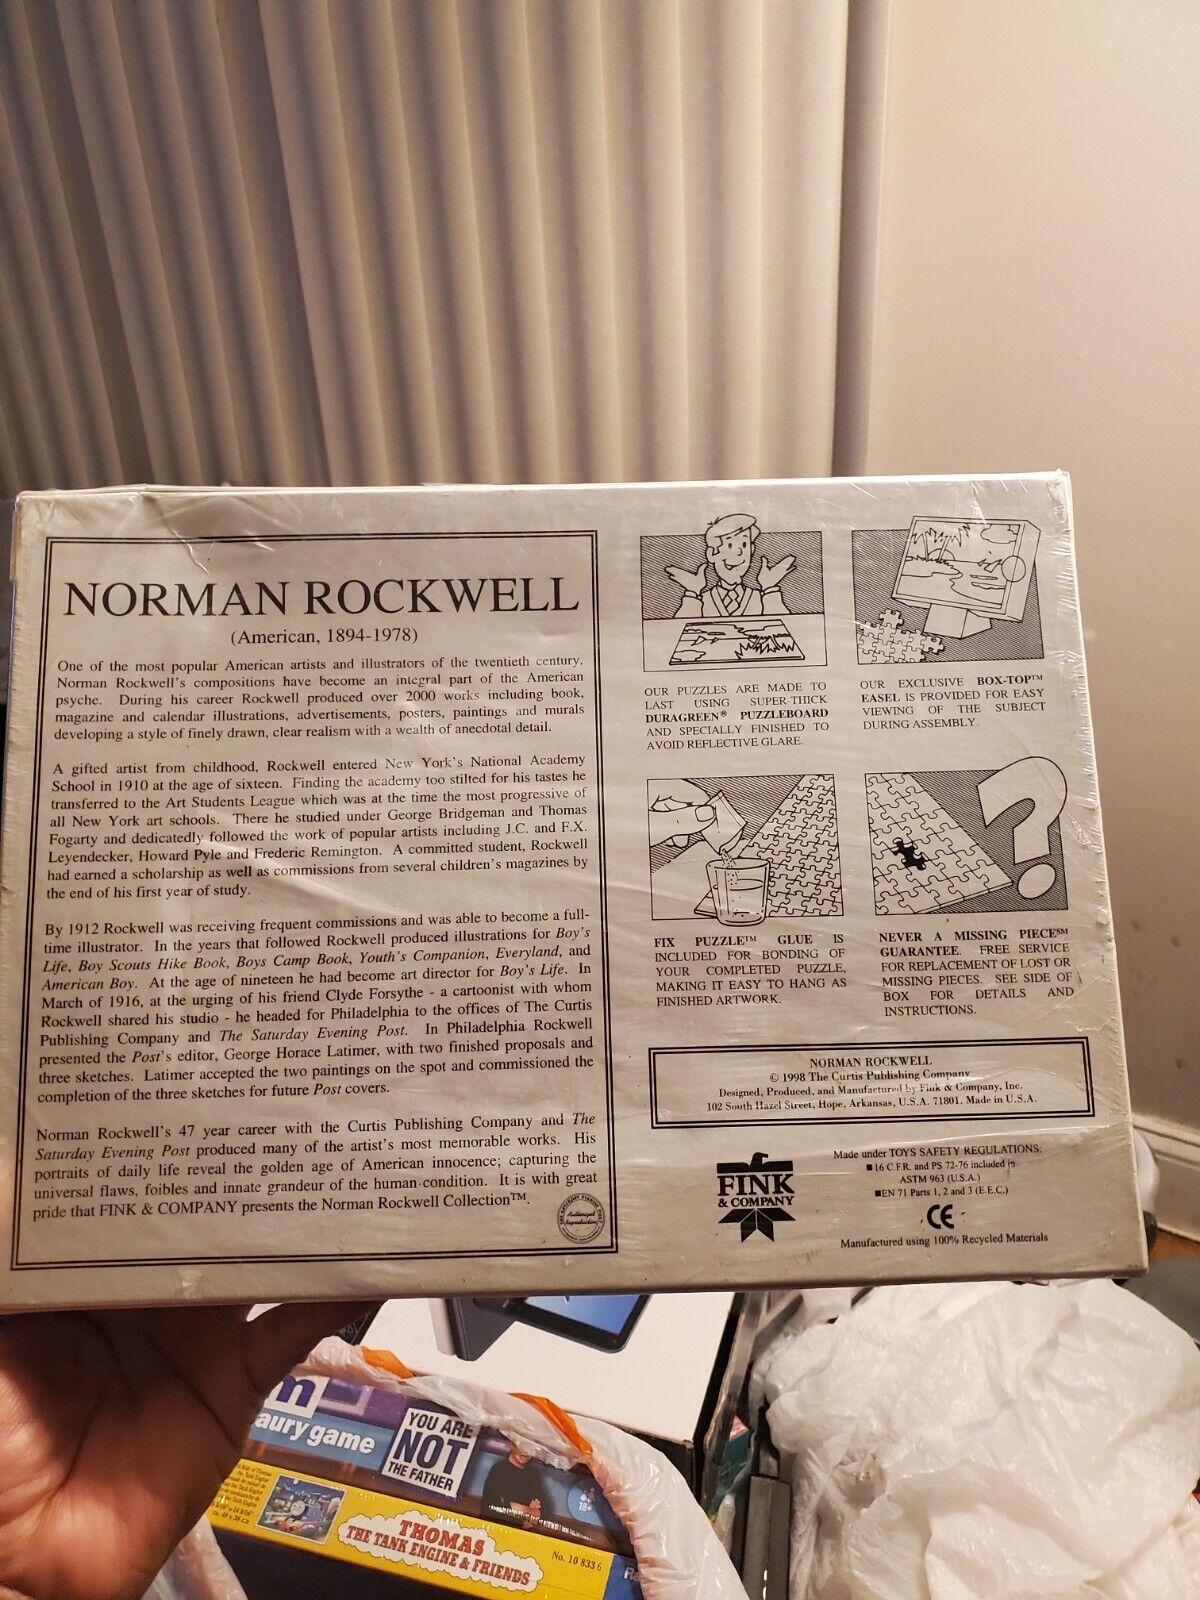 NORMAN ROCKWELL
(American, 1894-1978)
One of the most popular American artists and illustrators of the twentieth century,
Norman Rockwell's compositions have become an integral part of the American
psyche. During his career Rockwell produced over 2000 works including book,
magazine and calendar illustrations, advertisements, posters, paintings and murals
developing a style of finely drawn, clear realism with a wealth of anecdotal detail.
A gifted artist from childhood, Rockwell entered New York's National Academy
School in 1910 at the age of sixteen. Finding the academy too stilted for his tastes he
transferred to the Art Students League which was at the time the most progressive of
all New York art schools. There he studied under George Bridgeman and Thomas
Fogarty and dedicatedly followed the work of popular artists including J.C. and F.X.
Leyendecker, Howard Pyle and Frederic Remington. A committed student, Rockwell
had earned a scholarship as well as commissions from several children's magazines by
the end of his first year of study.
By 1912 Rockwell was receiving frequent commissions and was able to become a full-
time illustrator. In the years that followed Rockwell produced illustrations for Boy's
Life, Boy Scouts Hike Book, Boys Camp Book, Youth's Companion, Everyland, and
American Boy. At the age of nineteen he had become art director for Boy's Life. In
March of 1916, at the urging of his friend Clyde Forsythe - a cartoonist with whom
Rockwell shared his studio - he headed for Philadelphia to the offices of The Curtis
Publishing Company and The Saturday Evening Post. In Philadelphia Rockwell
presented the Post's editor, George Horace Latimer, with two finished proposals and
three sketches. Latimer accepted the two paintings on the spot and commissioned the
completion of the three sketches for future Post covers.
Norman Rockwell's 47 year career with the Curtis Publishing Company and The
Saturday Evening Post produced many of the artist's most memorable works. His
portraits of daily life reveal the golden age of American innocence; capturing the
universal flaws, foibles and innate grandeur of the human condition. It is with great
pride that FINK & COMPANY presents the Norman Rockwell Collection™.
Authorized
Reproduction
OUR PUZZLES ARE MADE TO
LAST USING SUPER-THICK
DURAGREEN® PUZZLEBOARD
AND SPECIALLY FINISHED TO
AVOID REFLECTIVE GLARE.
OUR EXCLUSIVE BOX-TOP™
EASEL IS PROVIDED FOR EASY
VIEWING OF THE SUBJECT
DURING ASSEMBLY.
FIX PUZZLE™ GLUE IS
INCLUDED FOR BONDING OF
YOUR COMPLETED PUZZLE,
MAKING IT EASY TO HANG AS
FINISHED ARTWORK.
NEVER A MISSING PIECE℠
GUARANTEE. FREE SERVICE
FOR REPLACEMENT OF LOST OR
MISSING PIECES. SEE SIDE OF
BOX FOR DETAILS AND
INSTRUCTIONS.
NORMAN ROCKWELL
© 1998 The Curtis Publishing Company
Designed, Produced, and Manufactured by Fink & Company, Inc.
102 South Hazel Street, Hope, Arkansas, U.S.A. 71801. Made in U.S.A.
FINK
& COMPANY
Made under TOYS SAFETY REGULATIONS:
■ 16 C.F.R. and PS 72-76 included in
ASTM 963 (U.S.A.)
■ EN 71 Parts 1, 2 and 3 (E.E.C.)
CE
Manufactured using 100% Recycled Materials
aury game
YOU ARE
NOT
THE FATHER
18+
THOMAS
THE TANK ENGINE & FRIENDS
No. 10 833 6